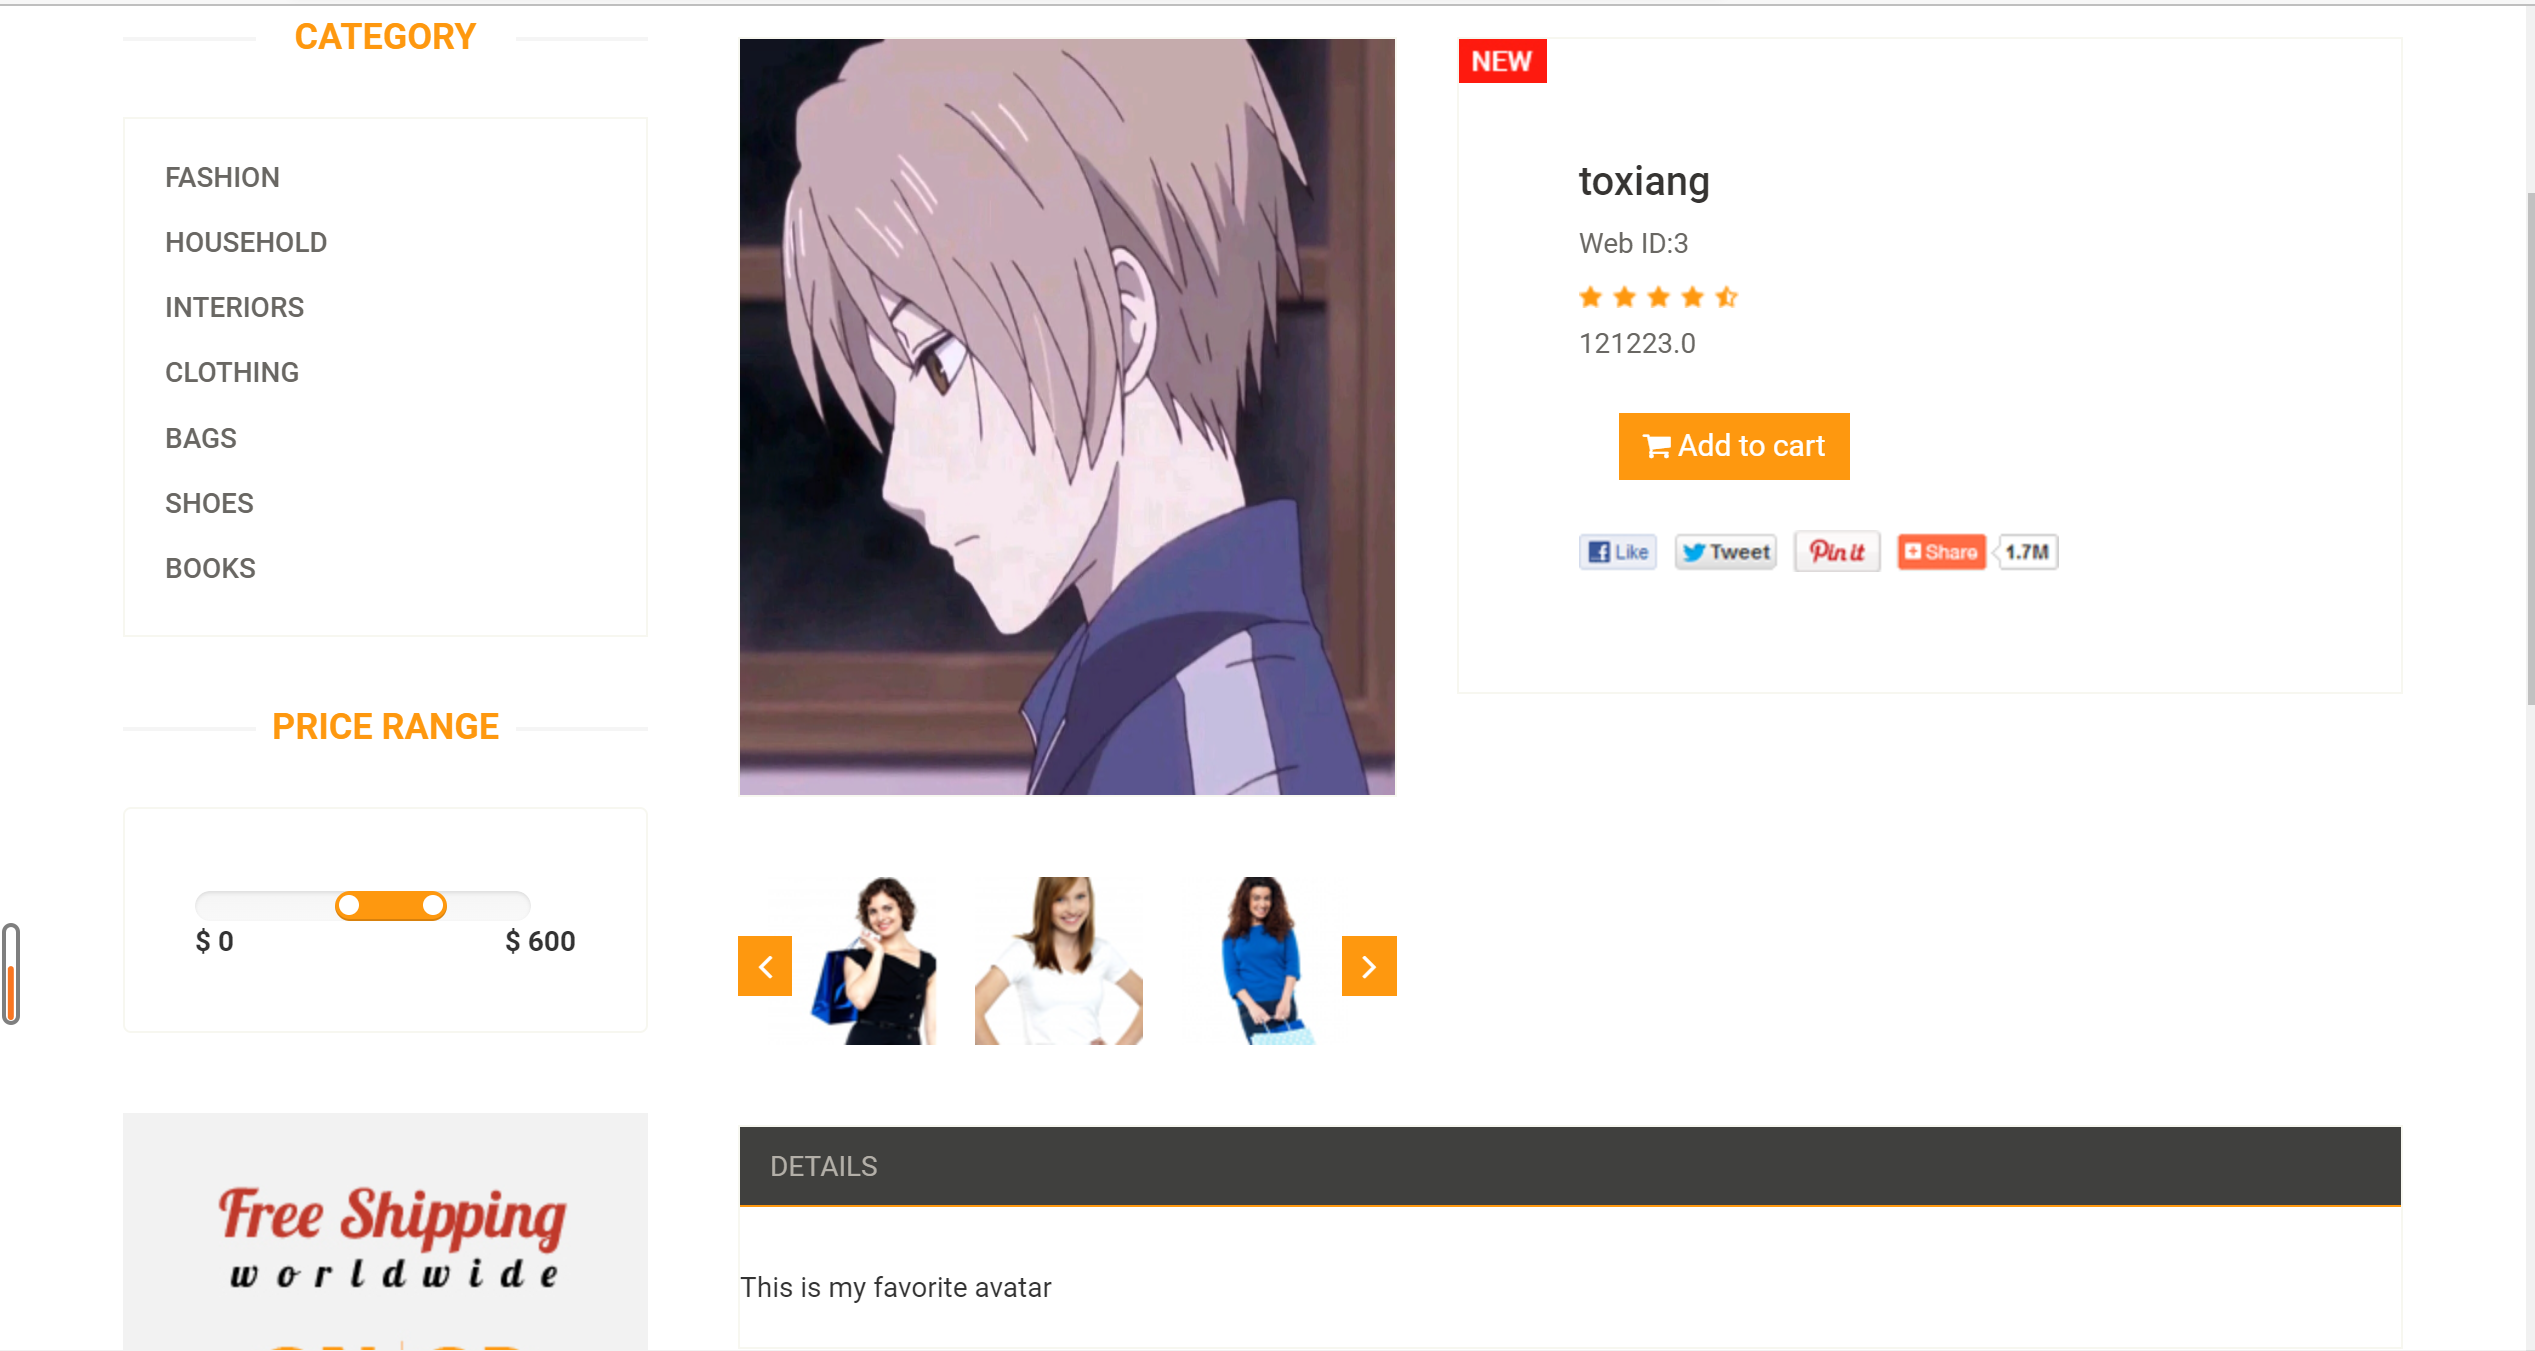 CATEGORY
FASHION
HOUSEHOLD
INTERIORS
CLOTHING
BAGS
SHOES
BOOKS
PRICE RANGE
$ 0
$ 600
Free Shipping
worldwide
NEW
toxiang
Web ID:3
121223.0
Add to cart
Like
Tweet
Pin it
Share
1.7M
DETAILS
This is my favorite avatar